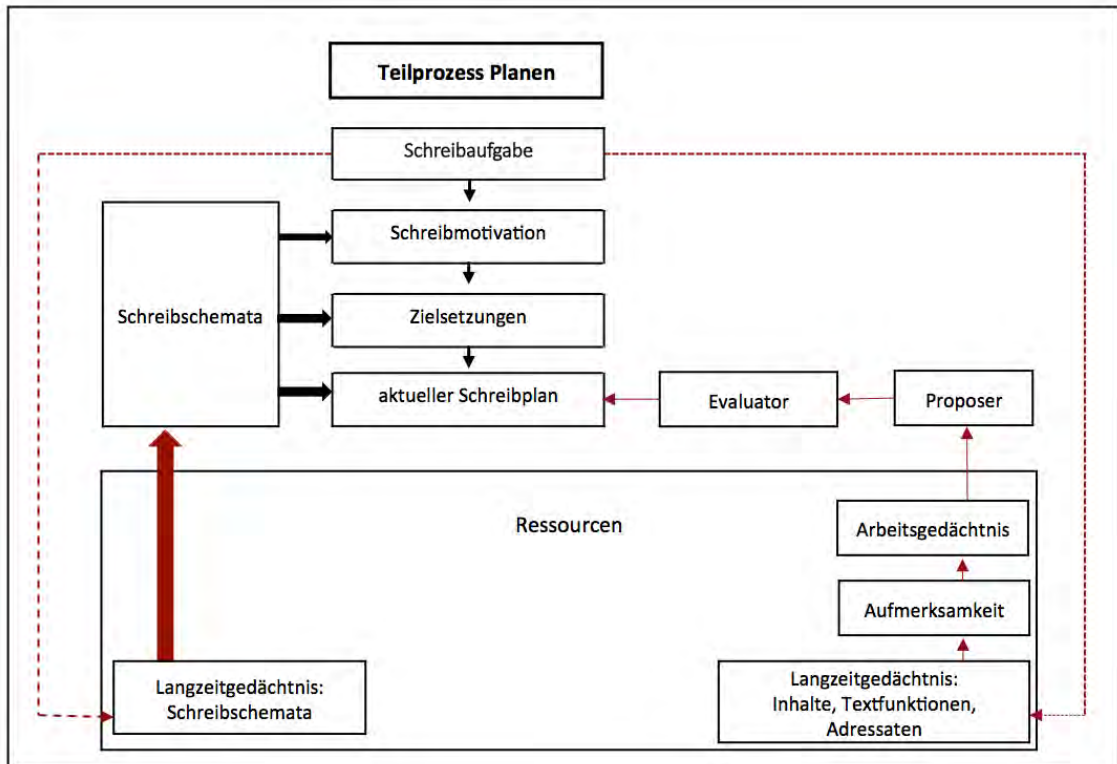 Teilprozess Planen
Schreibaufgabe
Schreibmotivation
Schreibschemata
Zielsetzungen
aktueller Schreibplan
Evaluator
Proposer
Ressourcen
Arbeitsgedächtnis
Aufmerksamkeit
Langzeitgedächtnis:
Schreibschemata
Langzeitgedächtnis:
Inhalte, Textfunktionen,
Adressaten